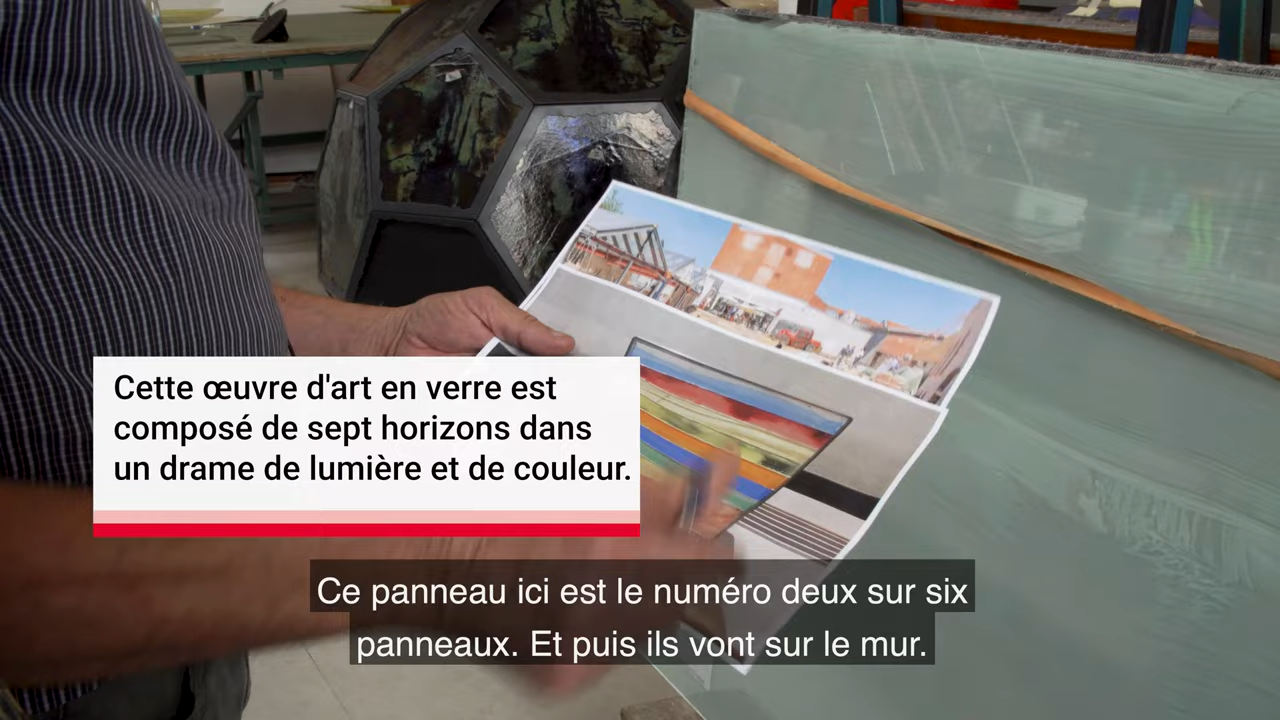 Cette œuvre d'art en verre est
composé de sept horizons dans
un drame de lumière et de couleur.
Ce panneau ici est le numéro deux sur six
panneaux. Et puis ils vont sur le mur.